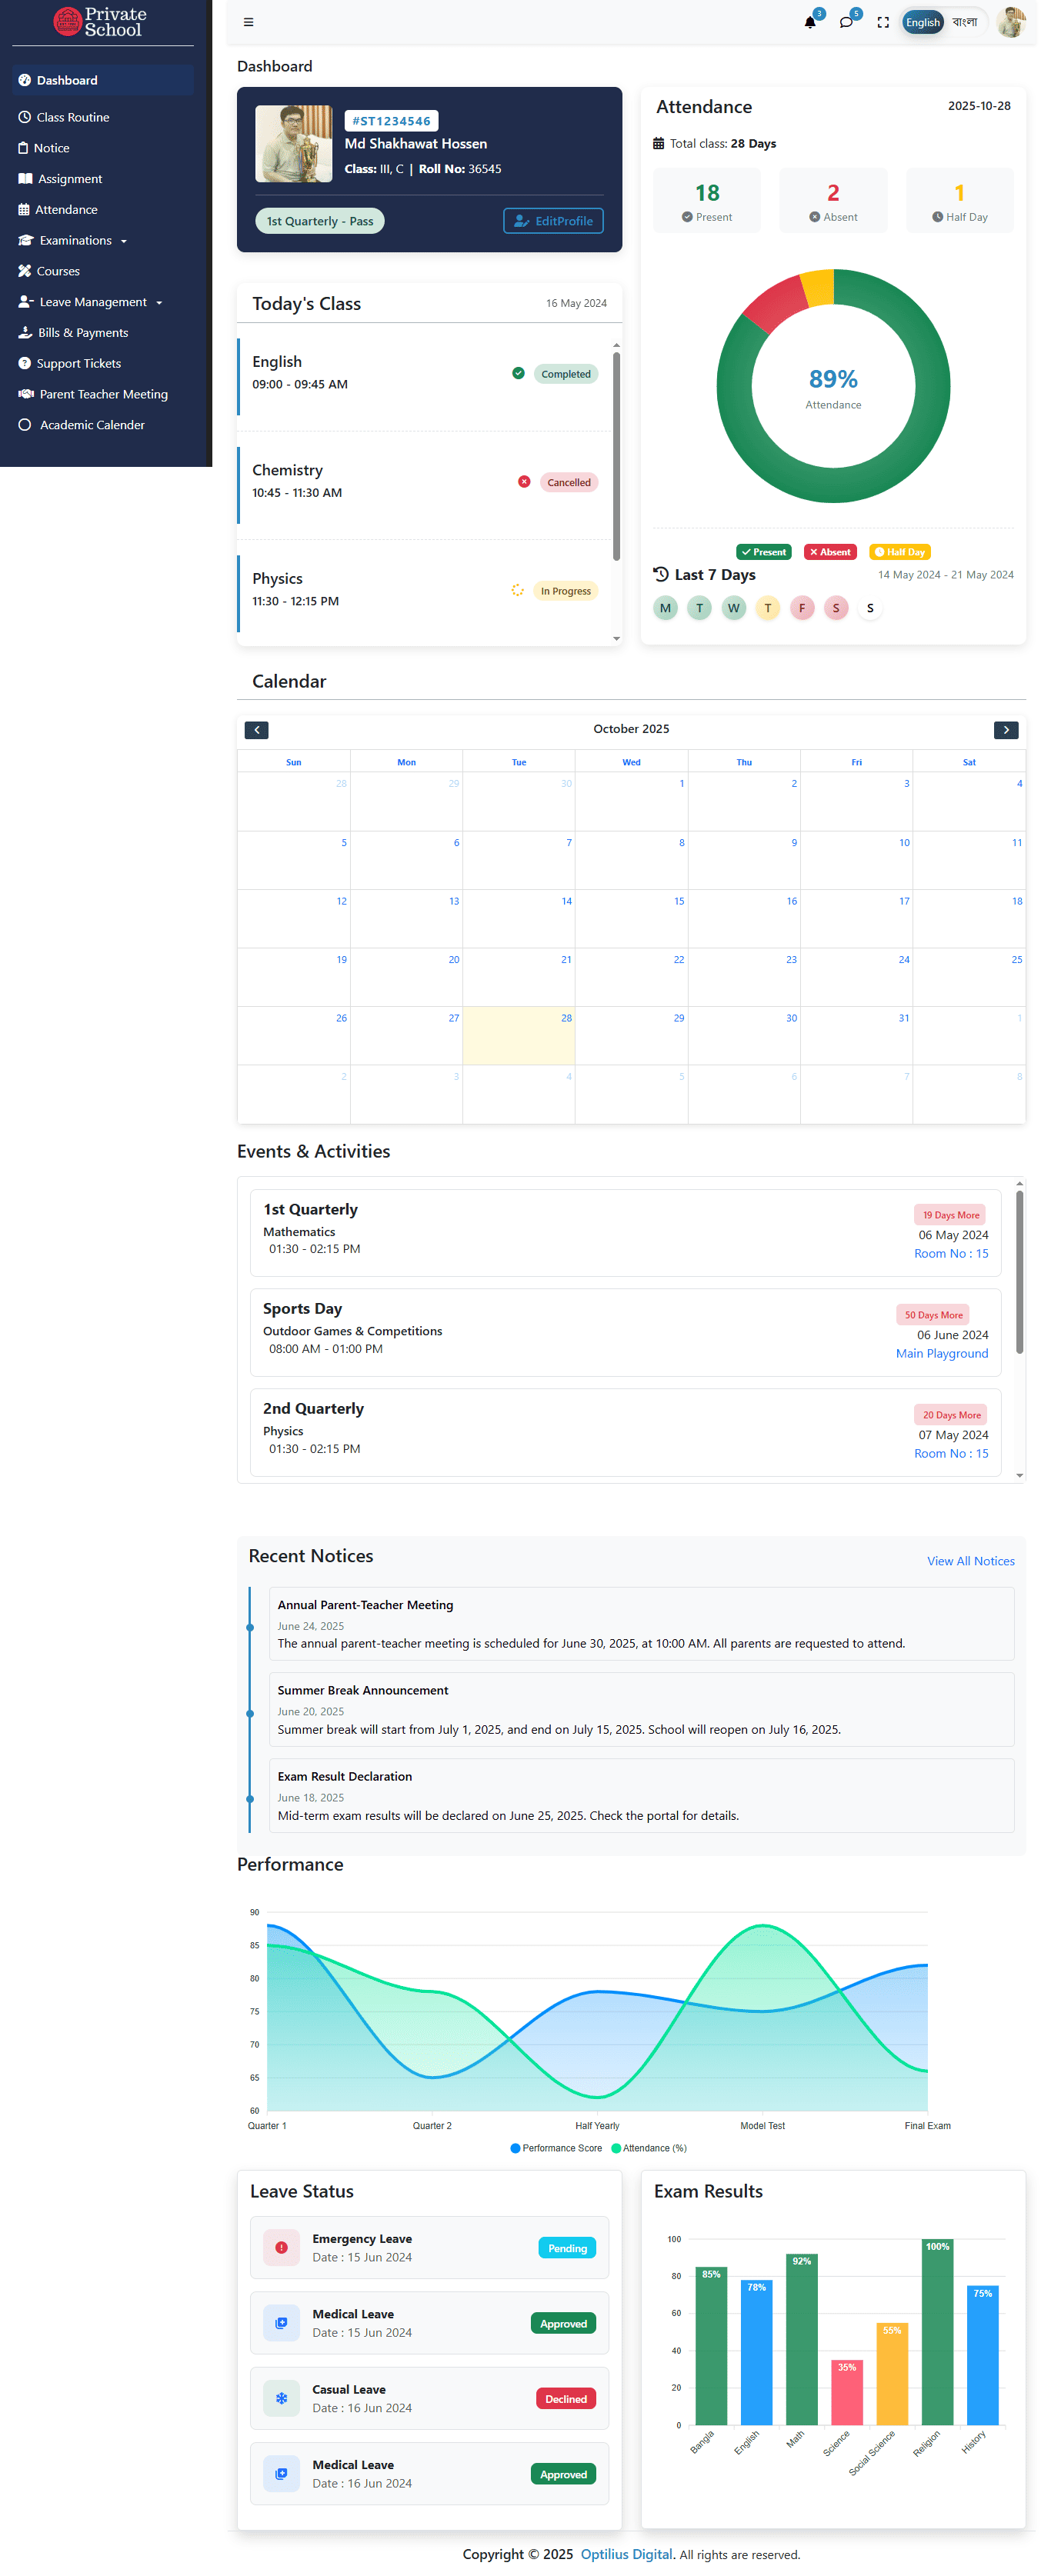 Private
School
Dashboard
Class Routine
Notice
Assignment
Attendance
Examinations
Courses
Leave Management
Bills & Payments
Support Tickets
Parent Teacher Meeting
Academic Calender
3
5
English বাংলা
Dashboard
#ST1234546
Md Shakhawat Hossen
Class: III, C | Roll No: 36545
1st Quarterly - Pass
EditProfile
Today's Class
16 May 2024
English
09:00 - 09:45 AM
Completed
Chemistry
10:45 - 11:30 AM
Cancelled
Physics
11:30 - 12:15 PM
In Progress
Attendance
2025-10-28
Total class: 28 Days
18
Present
2
Absent
1
Half Day
89%
Attendance
Present
Absent
Half Day
Last 7 Days
14 May 2024 - 21 May 2024
M T W T F S S
Calendar
October 2025
Sun Mon Tue Wed Thu Fri Sat
28 29 30 1 2 3 4
5 6 7 8 9 10 11
12 13 14 15 16 17 18
19 20 21 22 23 24 25
26 27 28 29 30 31 1
2 3 4 5 6 7 8
Events & Activities
1st Quarterly
Mathematics
01:30 - 02:15 PM
19 Days More
06 May 2024
Room No : 15
Sports Day
Outdoor Games & Competitions
08:00 AM - 01:00 PM
50 Days More
06 June 2024
Main Playground
2nd Quarterly
Physics
01:30 - 02:15 PM
20 Days More
07 May 2024
Room No : 15
Recent Notices
View All Notices
Annual Parent-Teacher Meeting
June 24, 2025
The annual parent-teacher meeting is scheduled for June 30, 2025, at 10:00 AM. All parents are requested to attend.
Summer Break Announcement
June 20, 2025
Summer break will start from July 1, 2025, and end on July 15, 2025. School will reopen on July 16, 2025.
Exam Result Declaration
June 18, 2025
Mid-term exam results will be declared on June 25, 2025. Check the portal for details.
Performance
90
85
80
75
70
65
60
Quarter 1 Quarter 2 Half Yearly Model Test Final Exam
Performance Score Attendance (%)
Leave Status
Emergency Leave
Date : 15 Jun 2024
Pending
Medical Leave
Date : 15 Jun 2024
Approved
Casual Leave
Date : 16 Jun 2024
Declined
Medical Leave
Date : 16 Jun 2024
Approved
Exam Results
100
80
60
40
20
0
85% 78% 92% 35% 55% 100% 75%
Bangla English Math Science Social Science Religion History
Copyright © 2025 Optilius Digital. All rights are reserved.